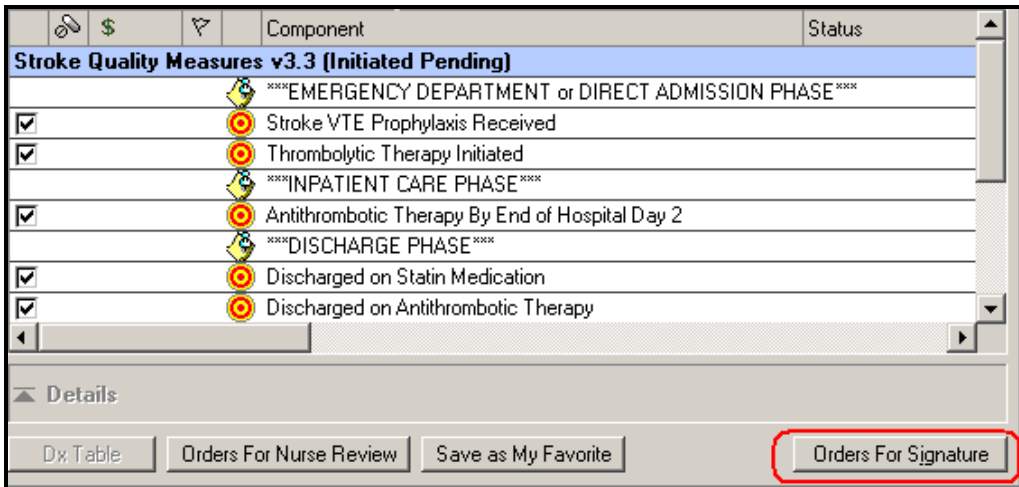 $ Component Status
Stroke Quality Measures v3.3 (Initiated Pending)
***EMERGENCY DEPARTMENT or DIRECT ADMISSION PHASE***
Stroke VTE Prophylaxis Received
Thrombolytic Therapy Initiated
***INPATIENT CARE PHASE***
Antithrombotic Therapy By End of Hospital Day 2
***DISCHARGE PHASE***
Discharged on Statin Medication
Discharged on Antithrombotic Therapy
Details
Dx Table Orders For Nurse Review Save as My Favorite Orders For Signature